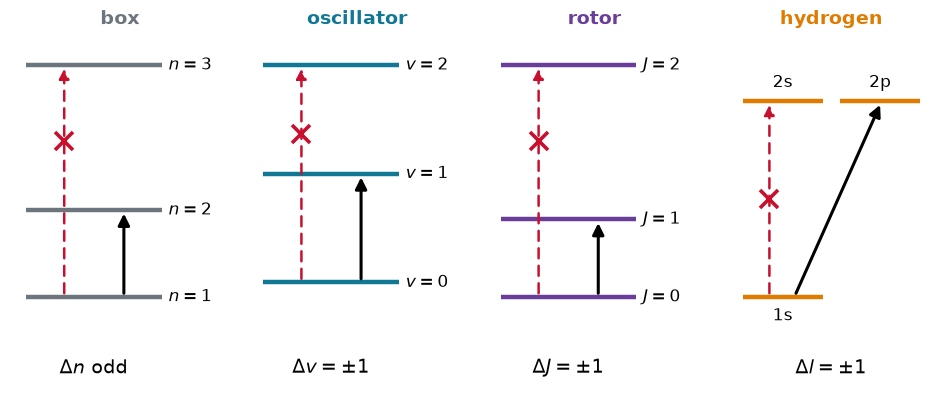 box
n = 3
n = 2
n = 1
Δn odd
oscillator
v = 2
v = 1
v = 0
Δv = ±1
rotor
J = 2
J = 1
J = 0
ΔJ = ±1
hydrogen
2s
2p
1s
Δl = ±1